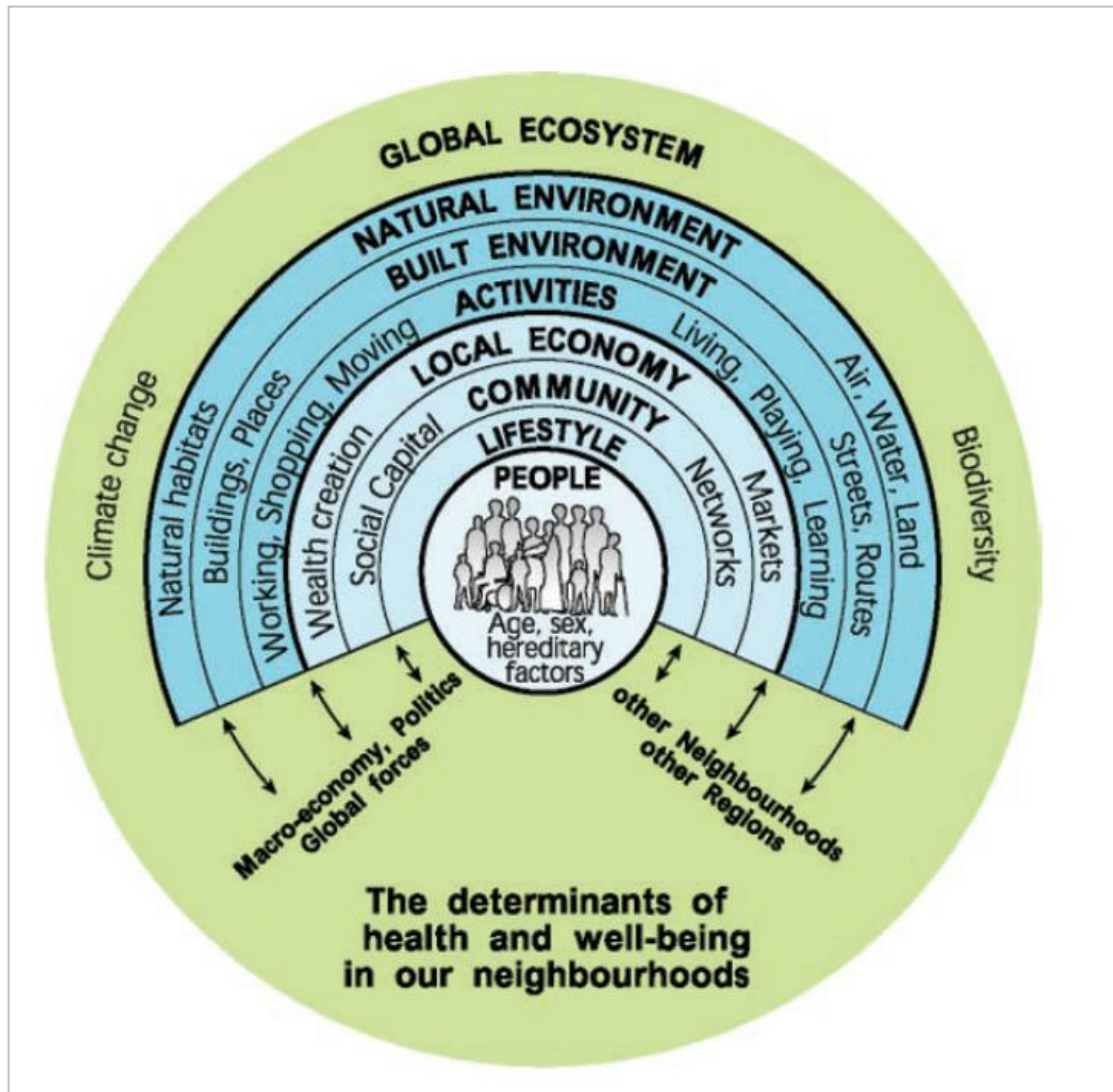 GLOBAL ECOSYSTEM
NATURAL ENVIRONMENT
BUILT ENVIRONMENT
ACTIVITIES
LOCAL ECONOMY
COMMUNITY
LIFESTYLE
PEOPLE
Age, sex,
hereditary
factors
Climate change
Natural habitats
Buildings, Places
Working, Shopping, Moving
Wealth creation
Social Capital
Networks
Markets
Living, Playing, Learning
Streets, Routes
Air, Water, Land
Biodiversity
Macro-economy, Politics
Global forces
other Neighbourhoods
other Regions
The determinants of
health and well-being
in our neighbourhoods